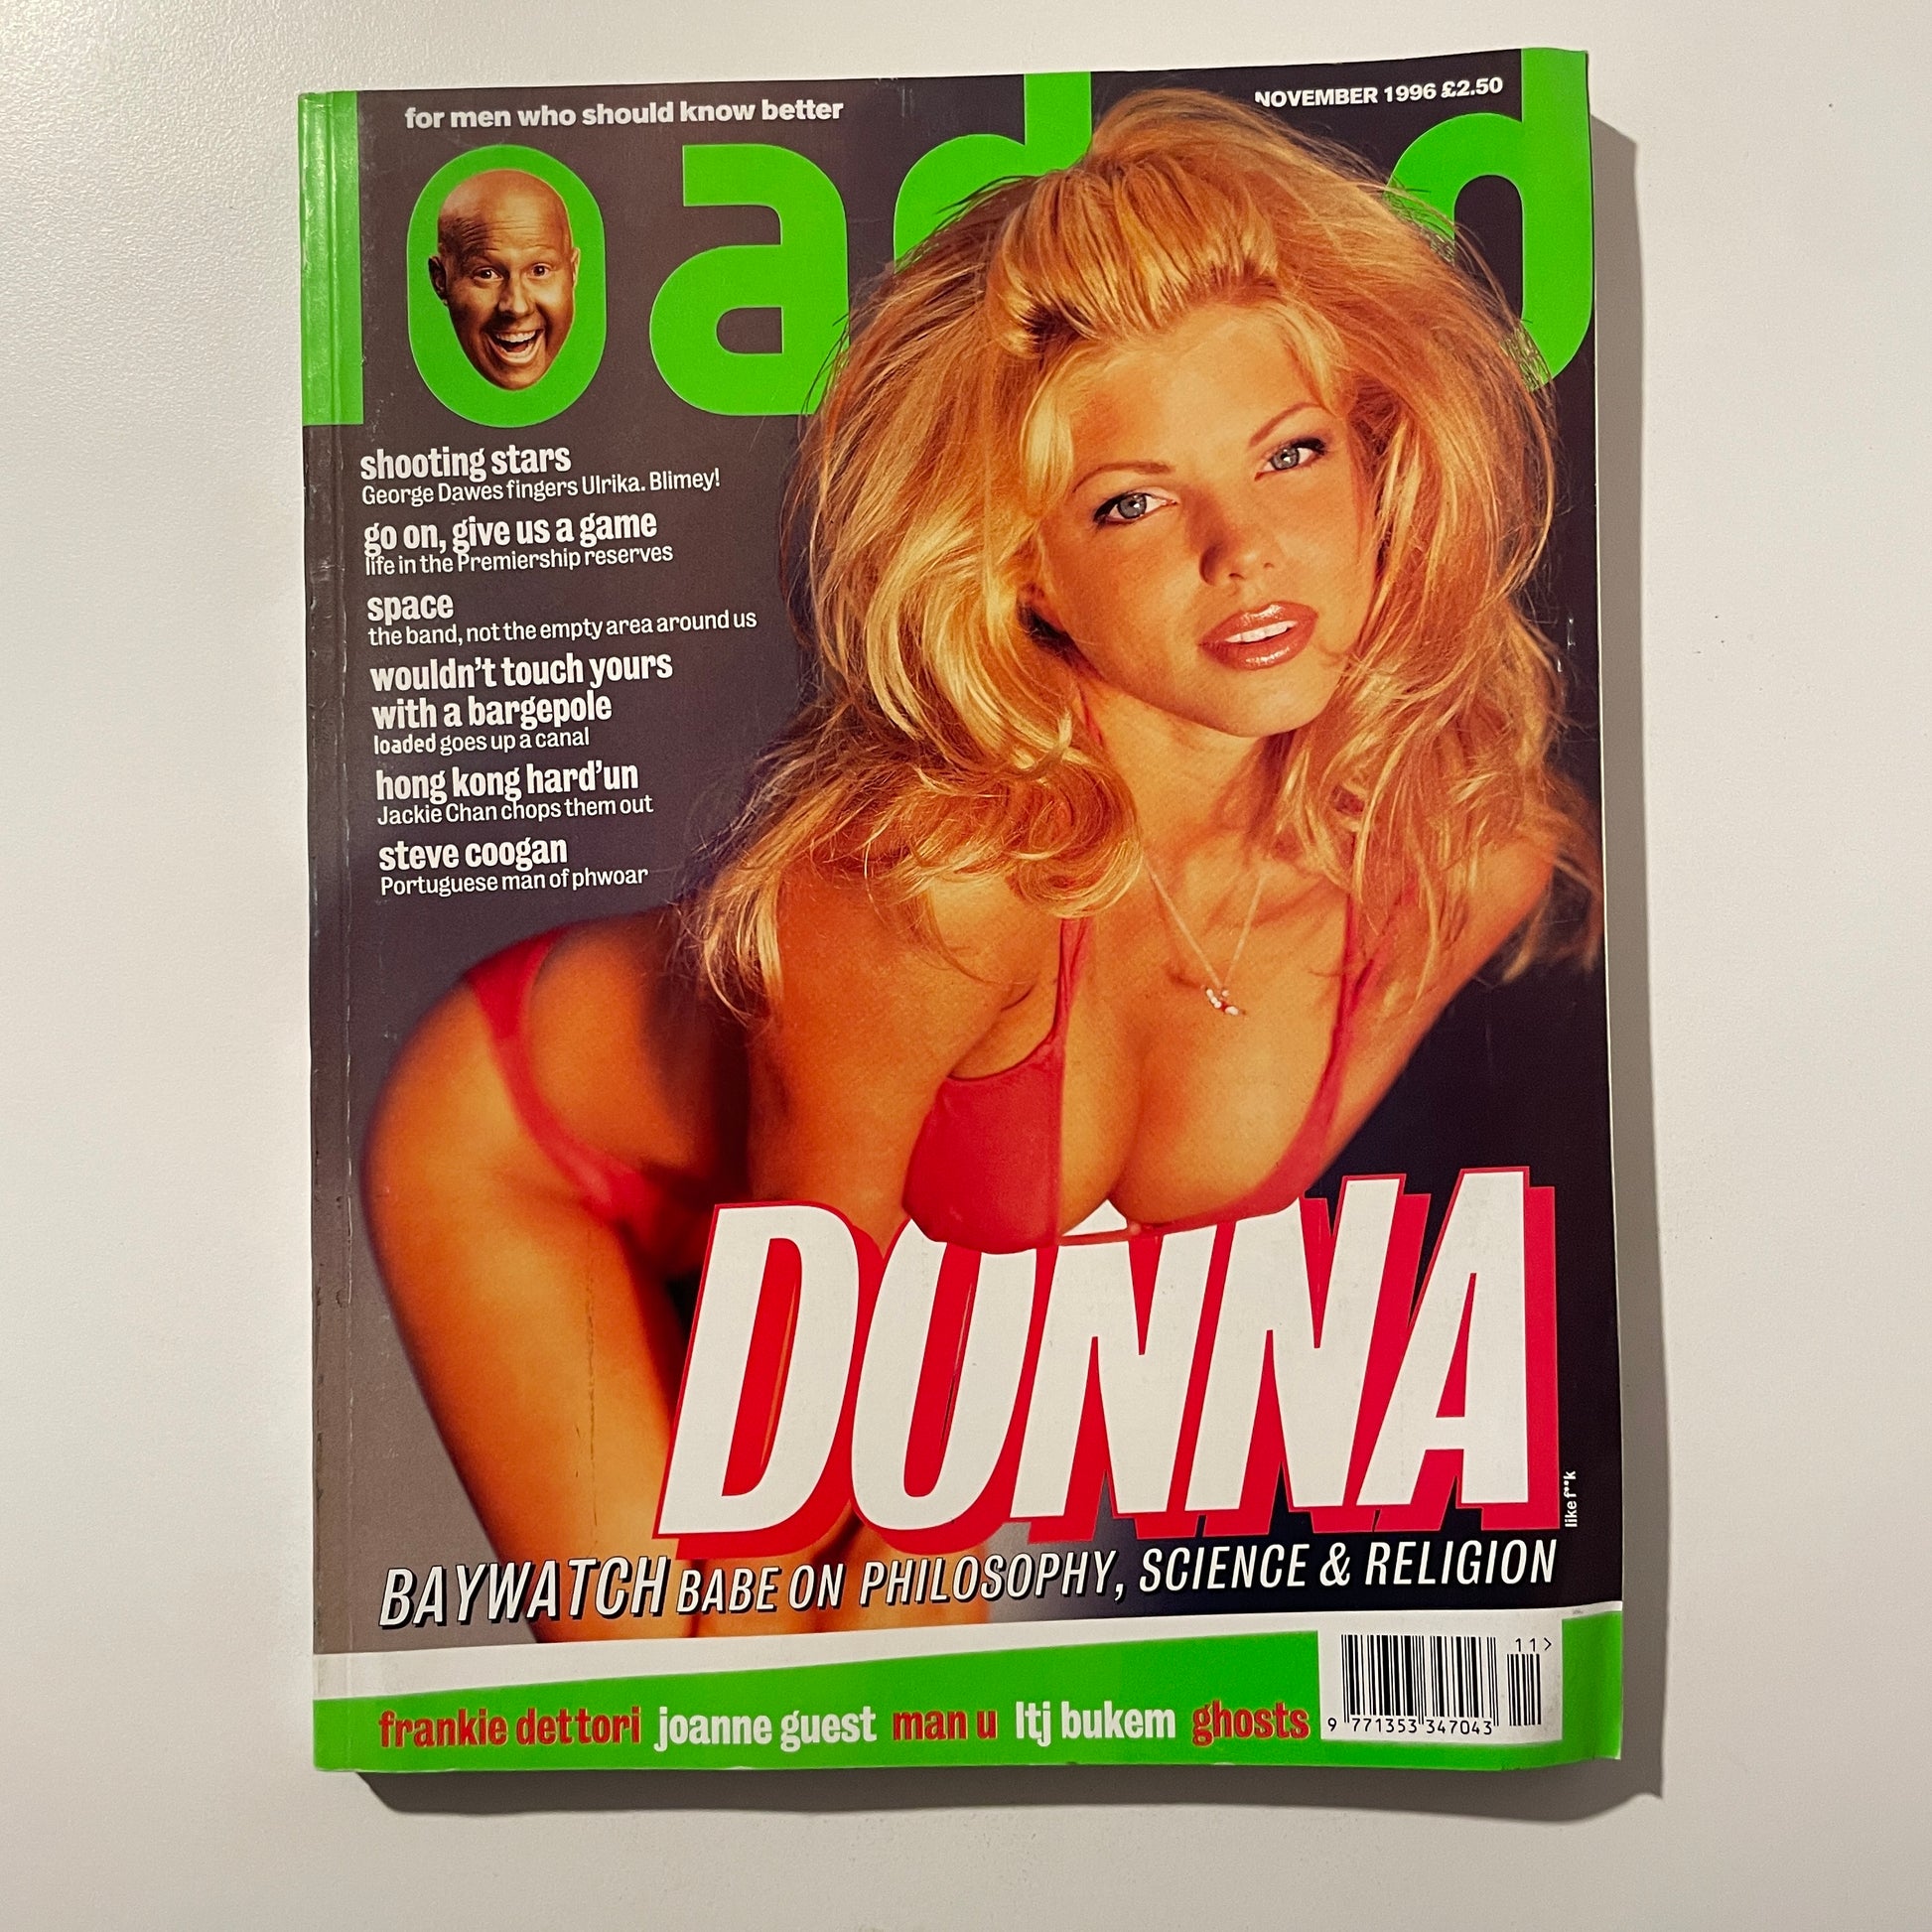 for men who should know better
NOVEMBER 1996 £2.50
loaded
shooting stars
George Dawes fingers Ulrika. Blimey!
go on, give us a game
life in the Premiership reserves
space
the band, not the empty area around us
wouldn't touch yours
with a bargepole
loaded goes up a canal
hong kong hard'un
Jackie Chan chops them out
steve coogan
Portuguese man of phwoar
DONNA
like f**k
BAYWATCH BABE ON PHILOSOPHY, SCIENCE & RELIGION
frankie dettori joanne guest man u ltj bukem ghosts
11>
9 771353 347043